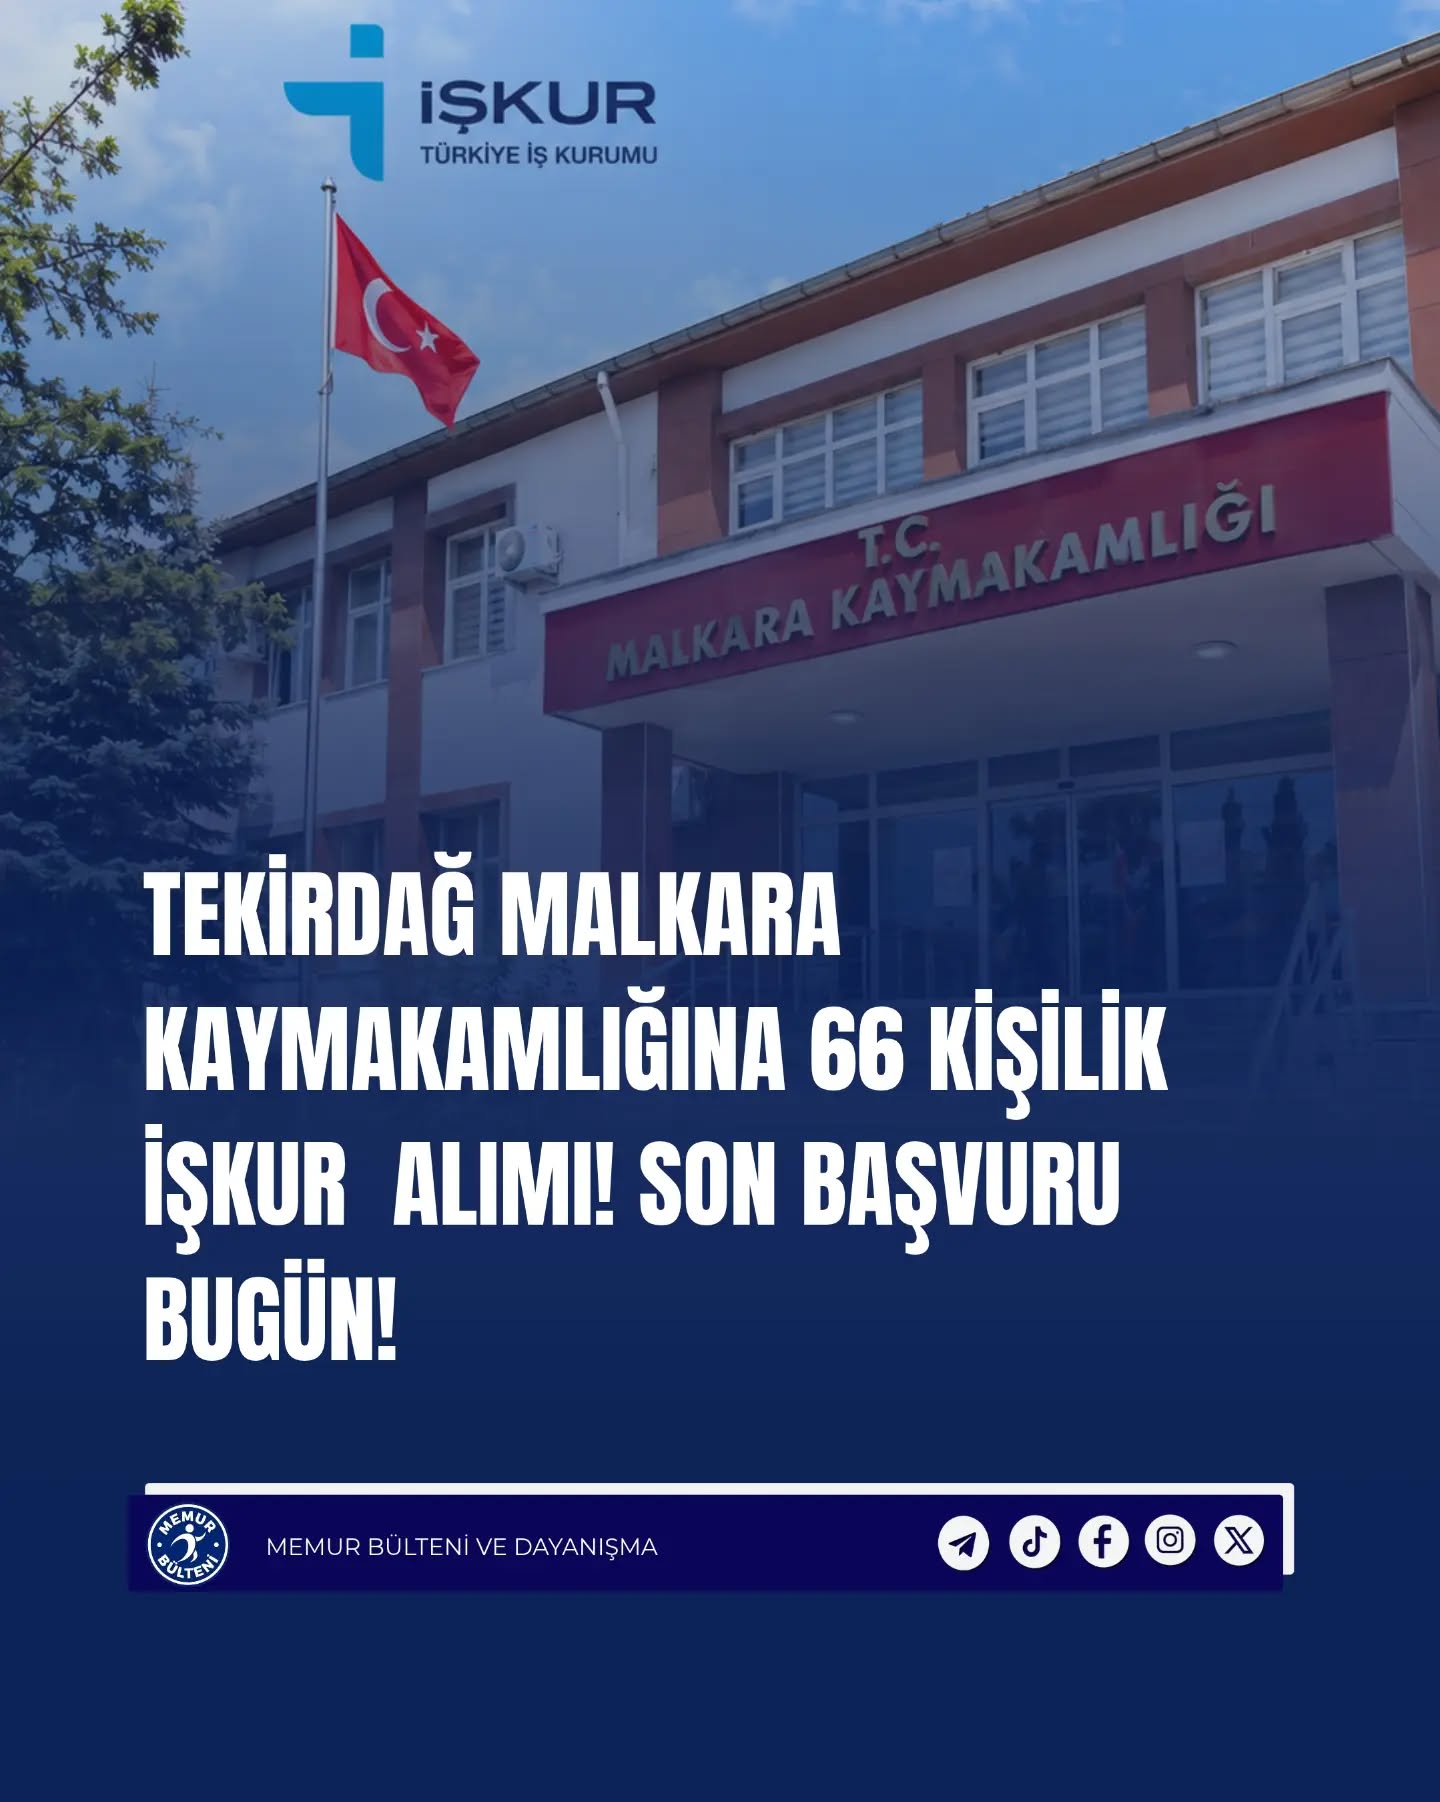 İŞKUR
TÜRKİYE İŞ KURUMU
T.C.
MALKARA KAYMAKAMLIĞI
TEKİRDAĞ MALKARA
KAYMAKAMLIĞINA 66 KİŞİLİK
İŞKUR ALIMI! SON BAŞVURU
BUGÜN!
MEMUR
BÜLTENİ
MEMUR BÜLTENİ VE DAYANIŞMA